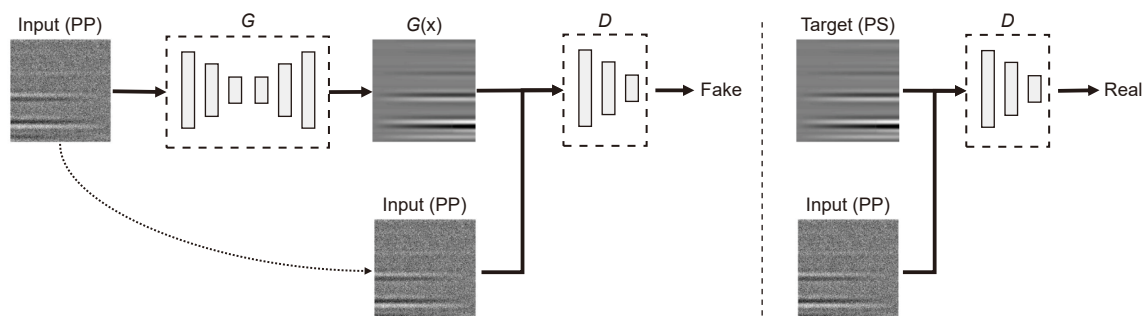 Input (PP)
G
G(x)
D
Fake
Input (PP)
Target (PS)
D
Real
Input (PP)